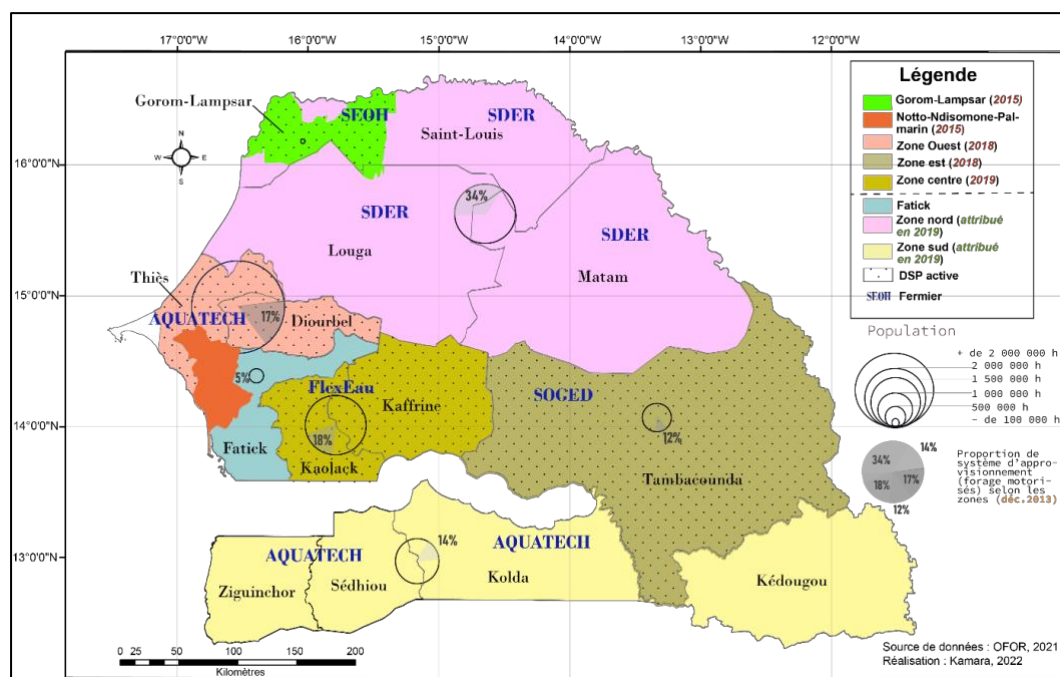 17°0'0"W 16°0'0"W 15°0'0"W 14°0'0"W 13°0'0"W 12°0'0"W
Gorom-Lampsar
SEOH
SDER
Saint-Louis
N
W E
S
16°0'0"N
34%
SDER
SDER
Louga
Matam
Thiès
15°0'0"N
AQUATECH
17%
Diourbel
5%
FlexEau
Kaffrine
SOGED
14°0'0"N
12%
18%
Fatick
Kaolack
Tambacounda
13°0'0"N
14%
AQUATECH
AQUATECH
Kolda
Ziguinchor
Sédhiou
Kédougou
0 25 50 100 150 200
Kilomètres
Légende
Gorom-Lampsar (2015)
Notto-Ndisomone-Pal-
marin (2015)
Zone Ouest (2018)
Zone est (2018)
Zone centre (2019)
Fatick
Zone nord (attribué
en 2019)
Zone sud (attribué
en 2019)
DSP active
SEOH Fermier
Population
+ de 2 000 000 h
2 000 000 h
1 500 000 h
1 000 000 h
500 000 h
- de 100 000 h
14%
34%
17%
18%
12%
Proportion de
système d'appro-
visionnement
(forage motori-
sés) selon les
zones (déc.2013)
Source de données : OFOR, 2021
Réalisation : Kamara, 2022